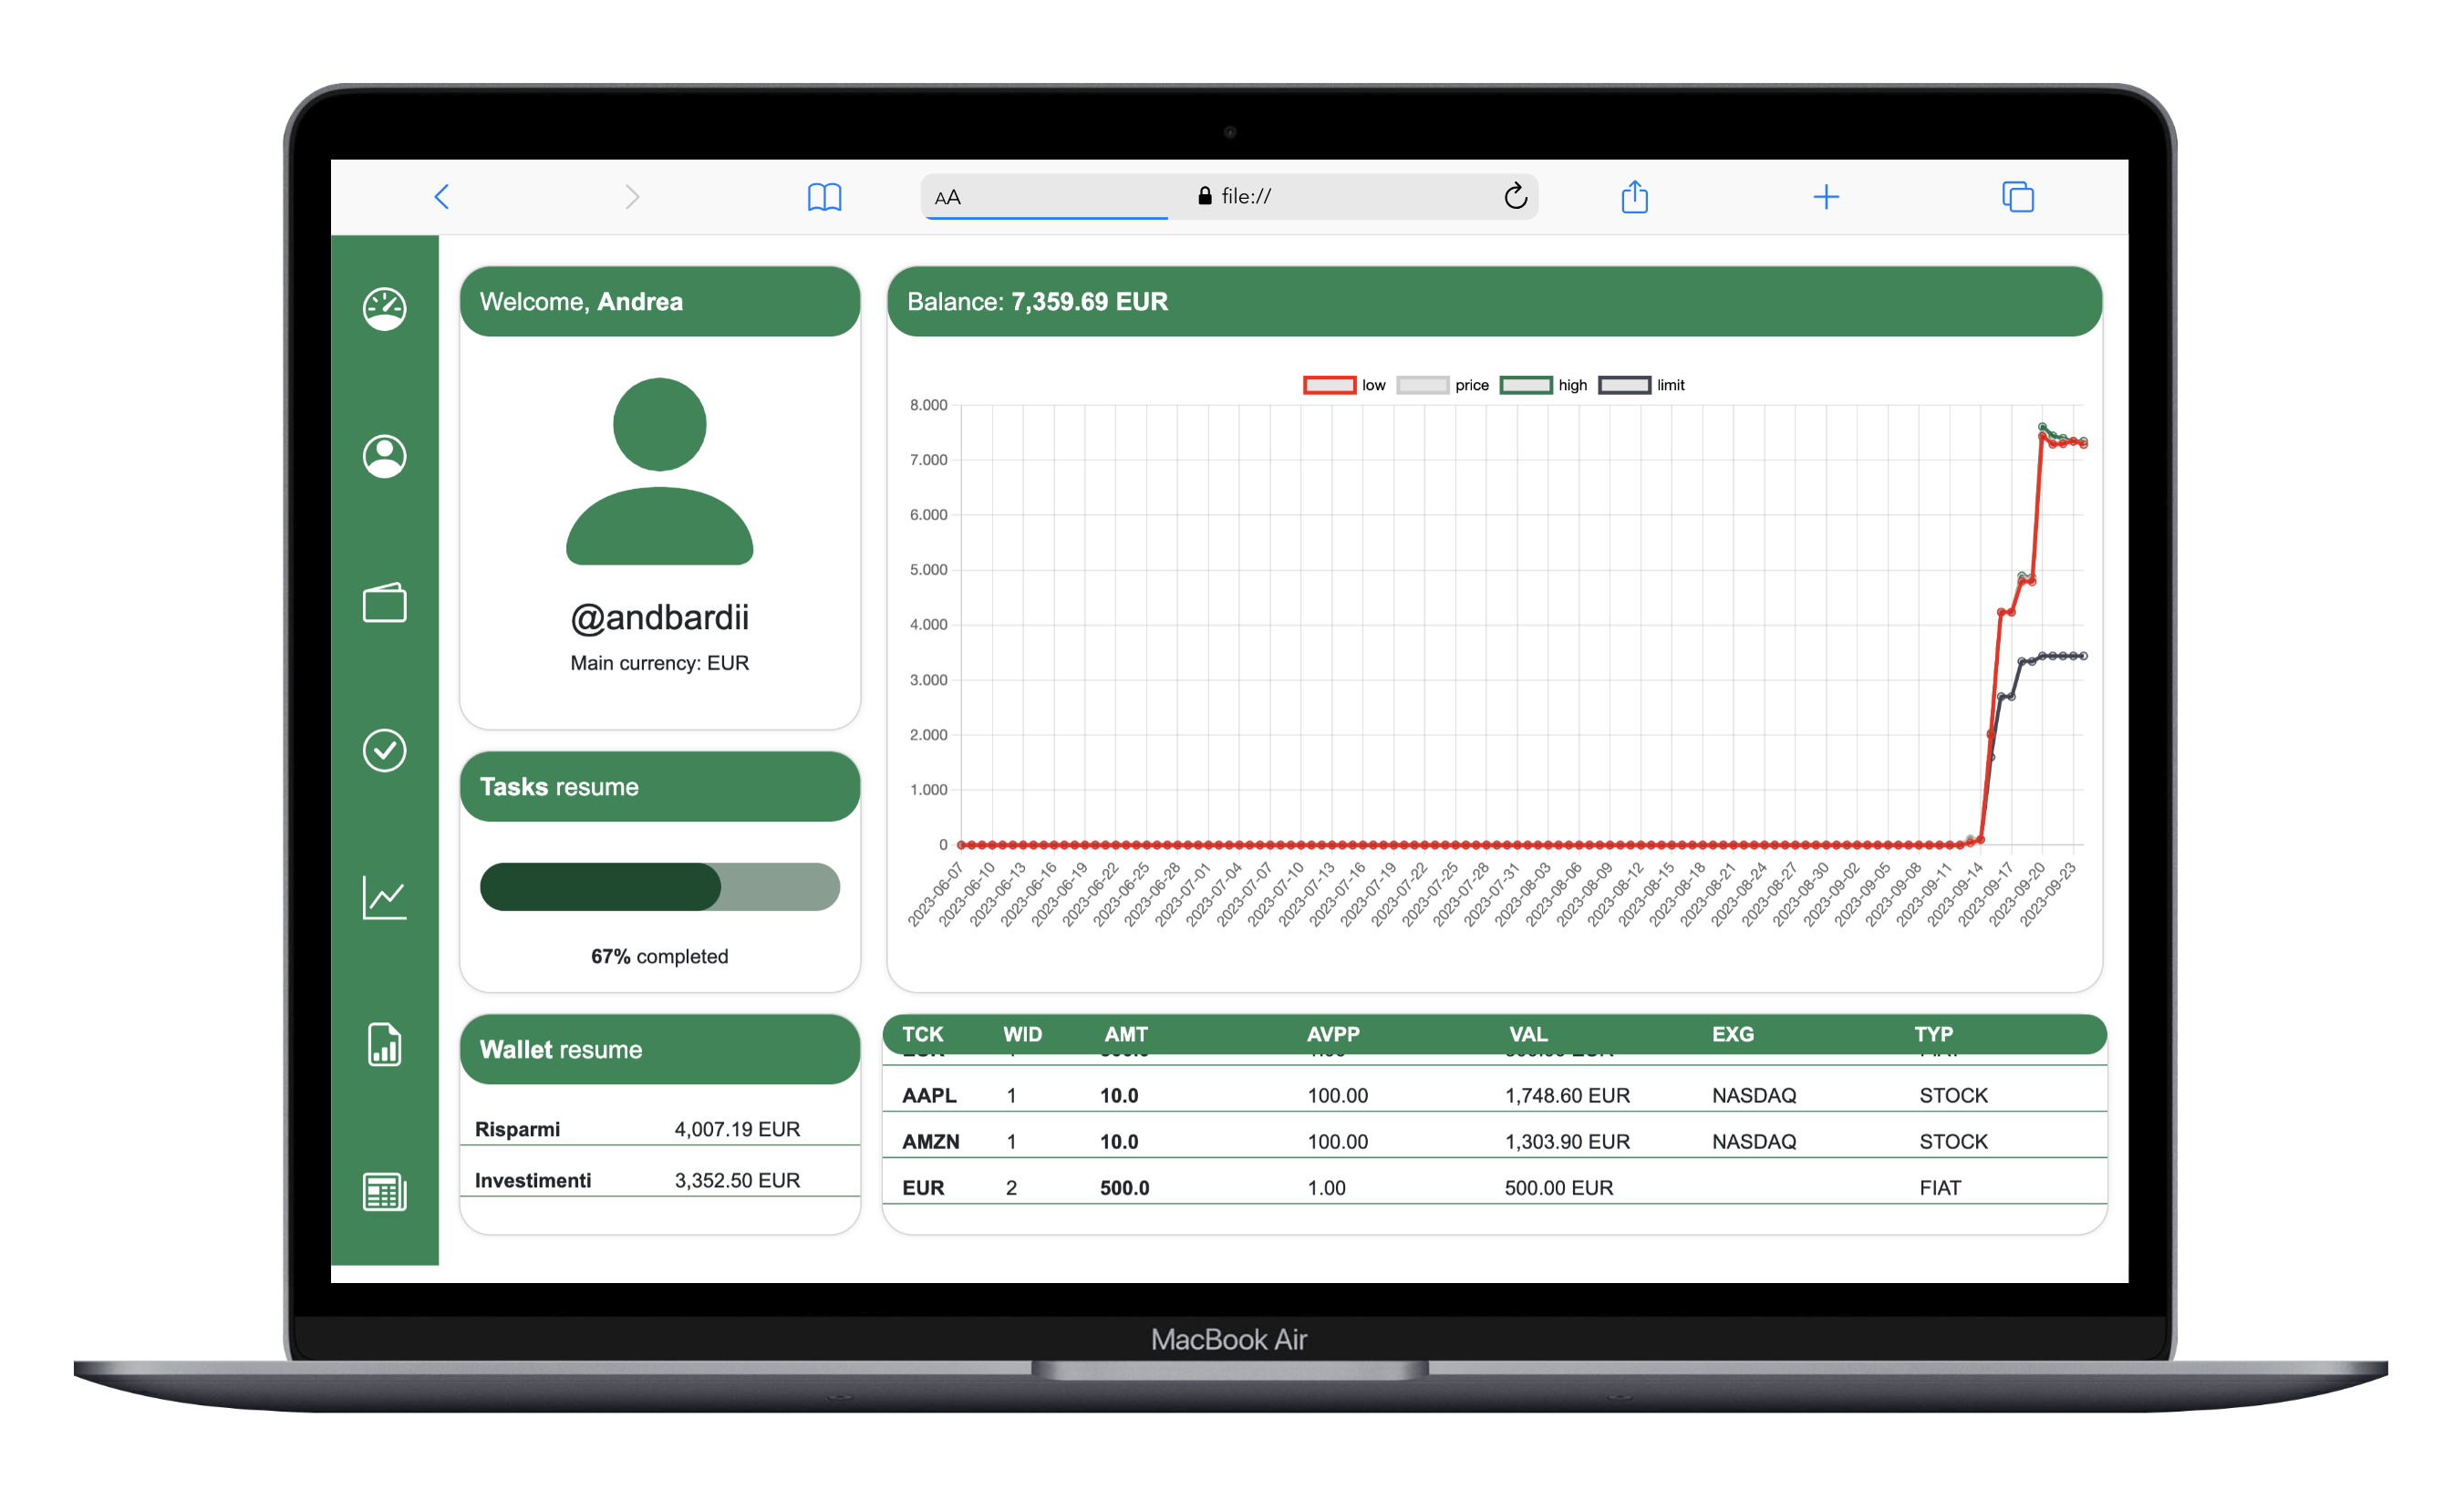 AA
file://
Welcome, Andrea
@andbardii
Main currency: EUR
Tasks resume
67% completed
Wallet resume
Risparmi 4,007.19 EUR
Investimenti 3,352.50 EUR
Balance: 7,359.69 EUR
low price high limit
8.000
7.000
6.000
5.000
4.000
3.000
2.000
1.000
0
2023-06-07 2023-06-10 2023-06-13 2023-06-16 2023-06-19 2023-06-22 2023-06-25 2023-06-28 2023-07-01 2023-07-04 2023-07-07 2023-07-10 2023-07-13 2023-07-16 2023-07-19 2023-07-22 2023-07-25 2023-07-28 2023-07-31 2023-08-03 2023-08-06 2023-08-09 2023-08-12 2023-08-15 2023-08-18 2023-08-21 2023-08-24 2023-08-27 2023-08-30 2023-09-02 2023-09-05 2023-09-08 2023-09-11 2023-09-14 2023-09-17 2023-09-20 2023-09-23
TCK WID AMT AVPP VAL EXG TYP
AAPL 1 10.0 100.00 1,748.60 EUR NASDAQ STOCK
AMZN 1 10.0 100.00 1,303.90 EUR NASDAQ STOCK
EUR 2 500.0 1.00 500.00 EUR FIAT
MacBook Air